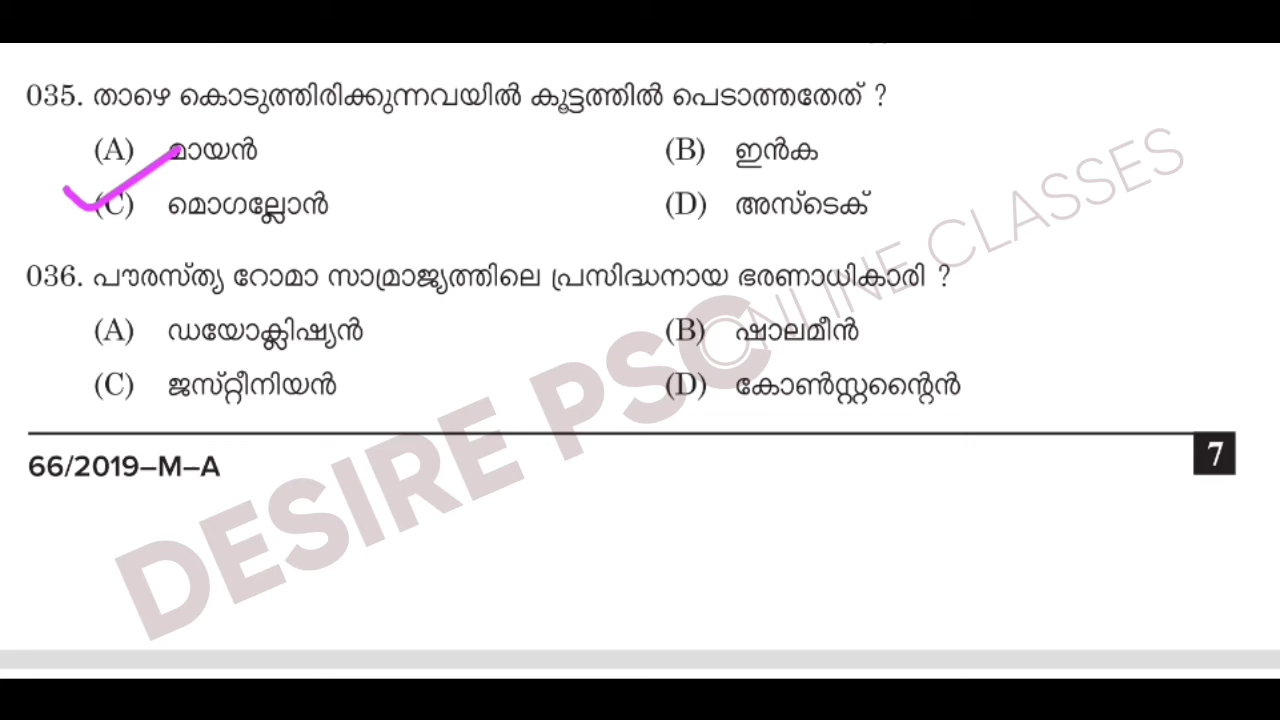 035. താഴെ കൊടുത്തിരിക്കുന്നവയിൽ കൂട്ടത്തിൽ പെടാത്തതേത് ?
(A) മായൻ (B) ഇൻക
(C) മൊഗല്ലോൻ (D) അസ്ടെക്
036. പൗരസ്ത്യ റോമാ സാമ്രാജ്യത്തിലെ പ്രസിദ്ധനായ ഭരണാധികാരി ?
(A) ഡയോക്ലിഷ്യൻ (B) ഷാലമീൻ
(C) ജസ്റ്റീനിയൻ (D) കോൺസ്റ്റന്റൈൻ
66/2019–M–A 7
DESIRE PSC ONLINE CLASSES